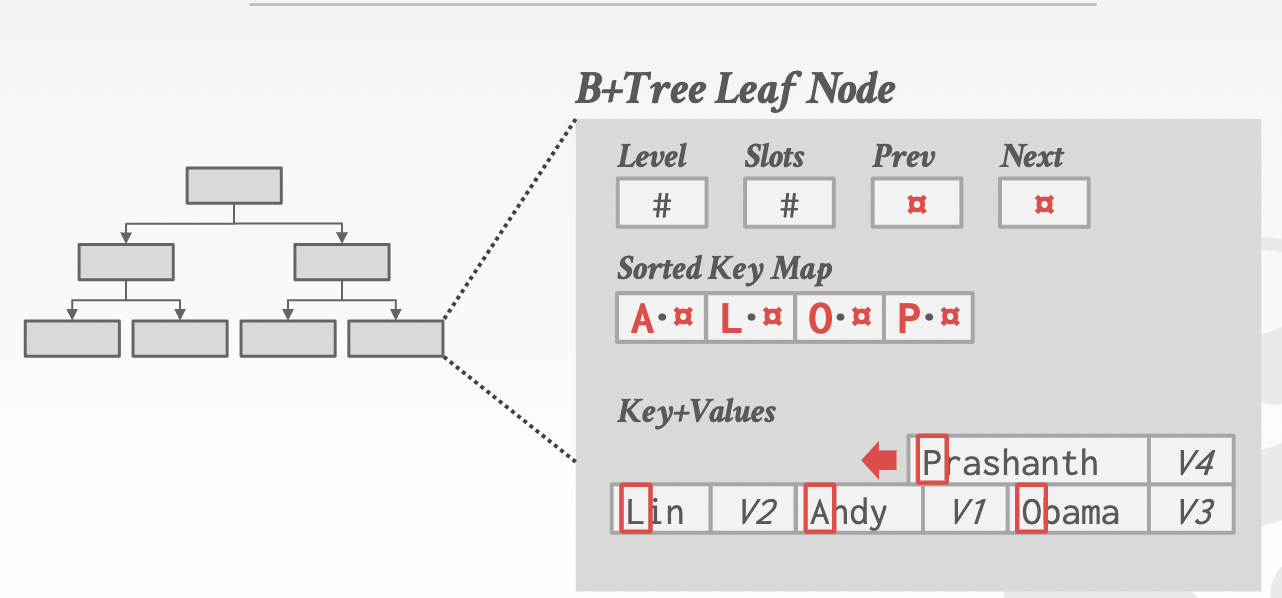 B+Tree Leaf Node
Level Slots Prev Next
# # ¤ ¤
Sorted Key Map
A·¤ L·¤ O·¤ P·¤
Key+Values
Prashanth V4
Lin V2 Andy V1 Obama V3